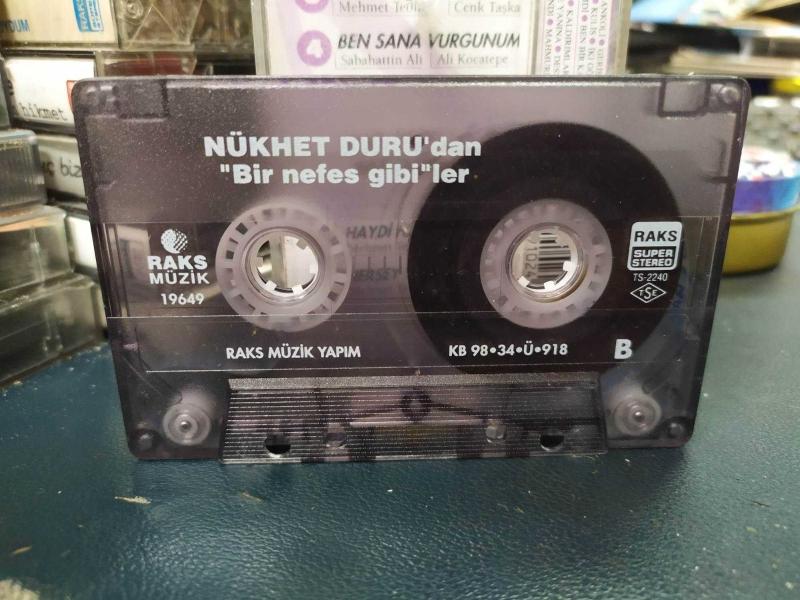 Mehmet
Cenk Taşka
4 BEN SANA VURGUNUM
Sabahattin Ali Ali Kocatepe
hikmet
NÜKHET DURU'dan
"Bir nefes gibi"ler
HAYDİ
RAKS
MÜZİK
19649
RAKS
SUPER
STEREO
TS-2240
TSE
RAKS MÜZİK YAPIM
KB 98•34•Ü•918
B